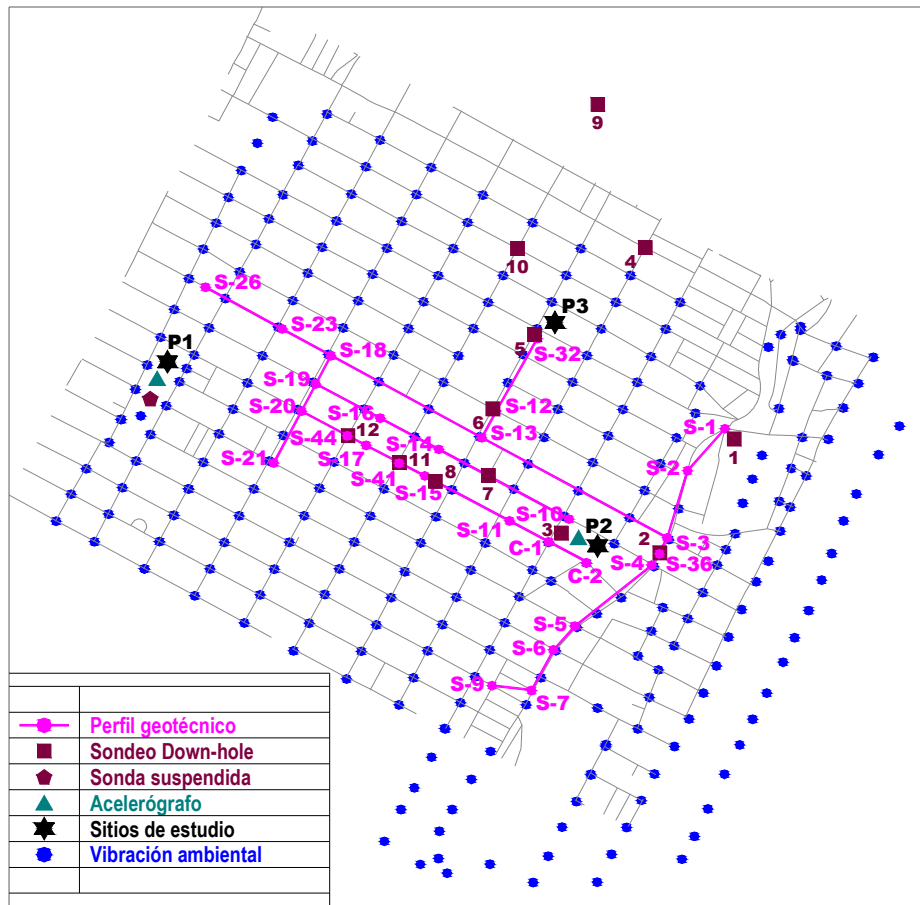 9
10
4
S-26
P3
S-23
5
S-32
P1
S-18
S-19
S-12
6
S-20
S-16
S-1
12
S-13
1
S-44
S-14
S-17
S-21
11
S-2
S-41
8
S-15
7
S-10
S-11
3
P2
2
S-3
C-1
S-4
S-36
C-2
S-5
S-6
S-9
S-7
Perfil geotécnico
Sondeo Down-hole
Sonda suspendida
Acelerógrafo
Sitios de estudio
Vibración ambiental